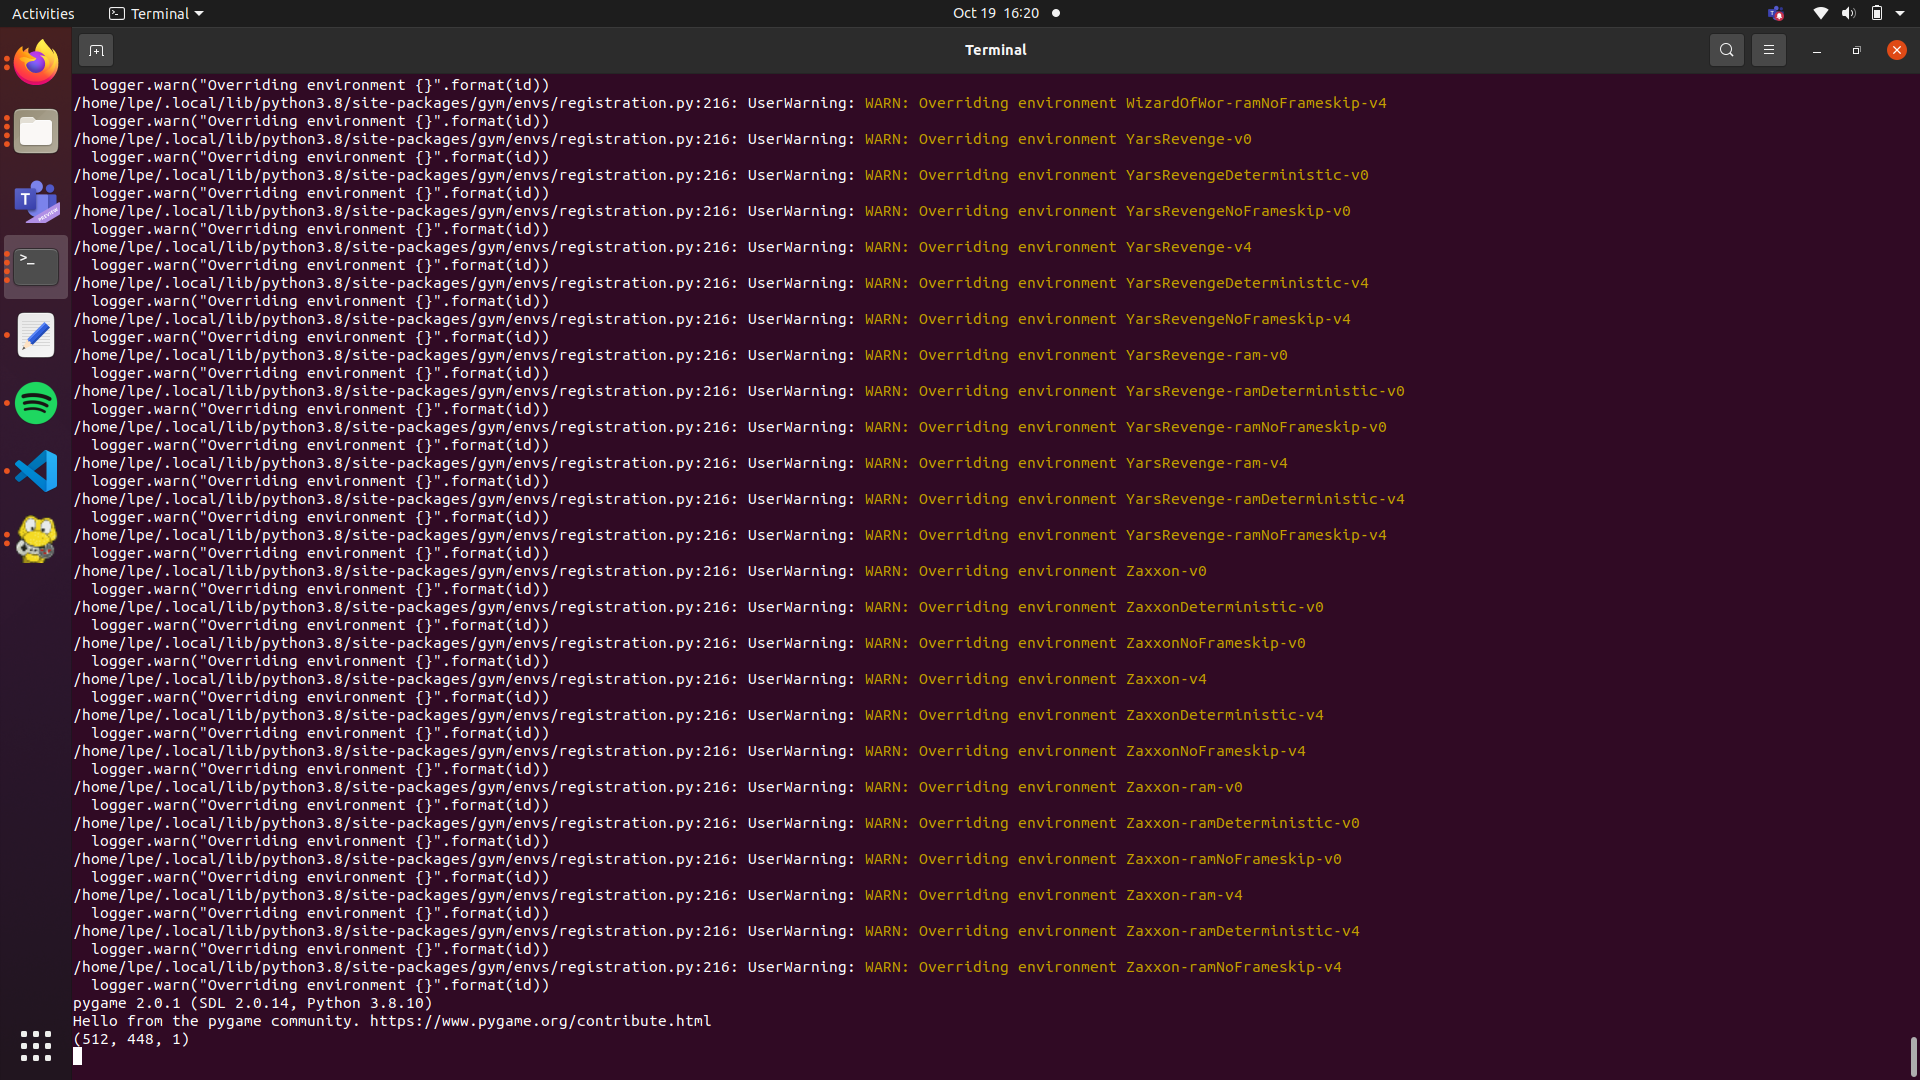 Activities
Terminal
Oct 19 16:20
Terminal
  logger.warn("Overriding environment {}".format(id))
/home/lpe/.local/lib/python3.8/site-packages/gym/envs/registration.py:216: UserWarning: WARN: Overriding environment WizardOfWor-ramNoFrameskip-v4
  logger.warn("Overriding environment {}".format(id))
/home/lpe/.local/lib/python3.8/site-packages/gym/envs/registration.py:216: UserWarning: WARN: Overriding environment YarsRevenge-v0
  logger.warn("Overriding environment {}".format(id))
/home/lpe/.local/lib/python3.8/site-packages/gym/envs/registration.py:216: UserWarning: WARN: Overriding environment YarsRevengeDeterministic-v0
  logger.warn("Overriding environment {}".format(id))
/home/lpe/.local/lib/python3.8/site-packages/gym/envs/registration.py:216: UserWarning: WARN: Overriding environment YarsRevengeNoFrameskip-v0
  logger.warn("Overriding environment {}".format(id))
/home/lpe/.local/lib/python3.8/site-packages/gym/envs/registration.py:216: UserWarning: WARN: Overriding environment YarsRevenge-v4
  logger.warn("Overriding environment {}".format(id))
/home/lpe/.local/lib/python3.8/site-packages/gym/envs/registration.py:216: UserWarning: WARN: Overriding environment YarsRevengeDeterministic-v4
  logger.warn("Overriding environment {}".format(id))
/home/lpe/.local/lib/python3.8/site-packages/gym/envs/registration.py:216: UserWarning: WARN: Overriding environment YarsRevengeNoFrameskip-v4
  logger.warn("Overriding environment {}".format(id))
/home/lpe/.local/lib/python3.8/site-packages/gym/envs/registration.py:216: UserWarning: WARN: Overriding environment YarsRevenge-ram-v0
  logger.warn("Overriding environment {}".format(id))
/home/lpe/.local/lib/python3.8/site-packages/gym/envs/registration.py:216: UserWarning: WARN: Overriding environment YarsRevenge-ramDeterministic-v0
  logger.warn("Overriding environment {}".format(id))
/home/lpe/.local/lib/python3.8/site-packages/gym/envs/registration.py:216: UserWarning: WARN: Overriding environment YarsRevenge-ramNoFrameskip-v0
  logger.warn("Overriding environment {}".format(id))
/home/lpe/.local/lib/python3.8/site-packages/gym/envs/registration.py:216: UserWarning: WARN: Overriding environment YarsRevenge-ram-v4
  logger.warn("Overriding environment {}".format(id))
/home/lpe/.local/lib/python3.8/site-packages/gym/envs/registration.py:216: UserWarning: WARN: Overriding environment YarsRevenge-ramDeterministic-v4
  logger.warn("Overriding environment {}".format(id))
/home/lpe/.local/lib/python3.8/site-packages/gym/envs/registration.py:216: UserWarning: WARN: Overriding environment YarsRevenge-ramNoFrameskip-v4
  logger.warn("Overriding environment {}".format(id))
/home/lpe/.local/lib/python3.8/site-packages/gym/envs/registration.py:216: UserWarning: WARN: Overriding environment Zaxxon-v0
  logger.warn("Overriding environment {}".format(id))
/home/lpe/.local/lib/python3.8/site-packages/gym/envs/registration.py:216: UserWarning: WARN: Overriding environment ZaxxonDeterministic-v0
  logger.warn("Overriding environment {}".format(id))
/home/lpe/.local/lib/python3.8/site-packages/gym/envs/registration.py:216: UserWarning: WARN: Overriding environment ZaxxonNoFrameskip-v0
  logger.warn("Overriding environment {}".format(id))
/home/lpe/.local/lib/python3.8/site-packages/gym/envs/registration.py:216: UserWarning: WARN: Overriding environment Zaxxon-v4
  logger.warn("Overriding environment {}".format(id))
/home/lpe/.local/lib/python3.8/site-packages/gym/envs/registration.py:216: UserWarning: WARN: Overriding environment ZaxxonDeterministic-v4
  logger.warn("Overriding environment {}".format(id))
/home/lpe/.local/lib/python3.8/site-packages/gym/envs/registration.py:216: UserWarning: WARN: Overriding environment ZaxxonNoFrameskip-v4
  logger.warn("Overriding environment {}".format(id))
/home/lpe/.local/lib/python3.8/site-packages/gym/envs/registration.py:216: UserWarning: WARN: Overriding environment Zaxxon-ram-v0
  logger.warn("Overriding environment {}".format(id))
/home/lpe/.local/lib/python3.8/site-packages/gym/envs/registration.py:216: UserWarning: WARN: Overriding environment Zaxxon-ramDeterministic-v0
  logger.warn("Overriding environment {}".format(id))
/home/lpe/.local/lib/python3.8/site-packages/gym/envs/registration.py:216: UserWarning: WARN: Overriding environment Zaxxon-ramNoFrameskip-v0
  logger.warn("Overriding environment {}".format(id))
/home/lpe/.local/lib/python3.8/site-packages/gym/envs/registration.py:216: UserWarning: WARN: Overriding environment Zaxxon-ram-v4
  logger.warn("Overriding environment {}".format(id))
/home/lpe/.local/lib/python3.8/site-packages/gym/envs/registration.py:216: UserWarning: WARN: Overriding environment Zaxxon-ramDeterministic-v4
  logger.warn("Overriding environment {}".format(id))
/home/lpe/.local/lib/python3.8/site-packages/gym/envs/registration.py:216: UserWarning: WARN: Overriding environment Zaxxon-ramNoFrameskip-v4
  logger.warn("Overriding environment {}".format(id))
pygame 2.0.1 (SDL 2.0.14, Python 3.8.10)
Hello from the pygame community. https://www.pygame.org/contribute.html
(512, 448, 1)